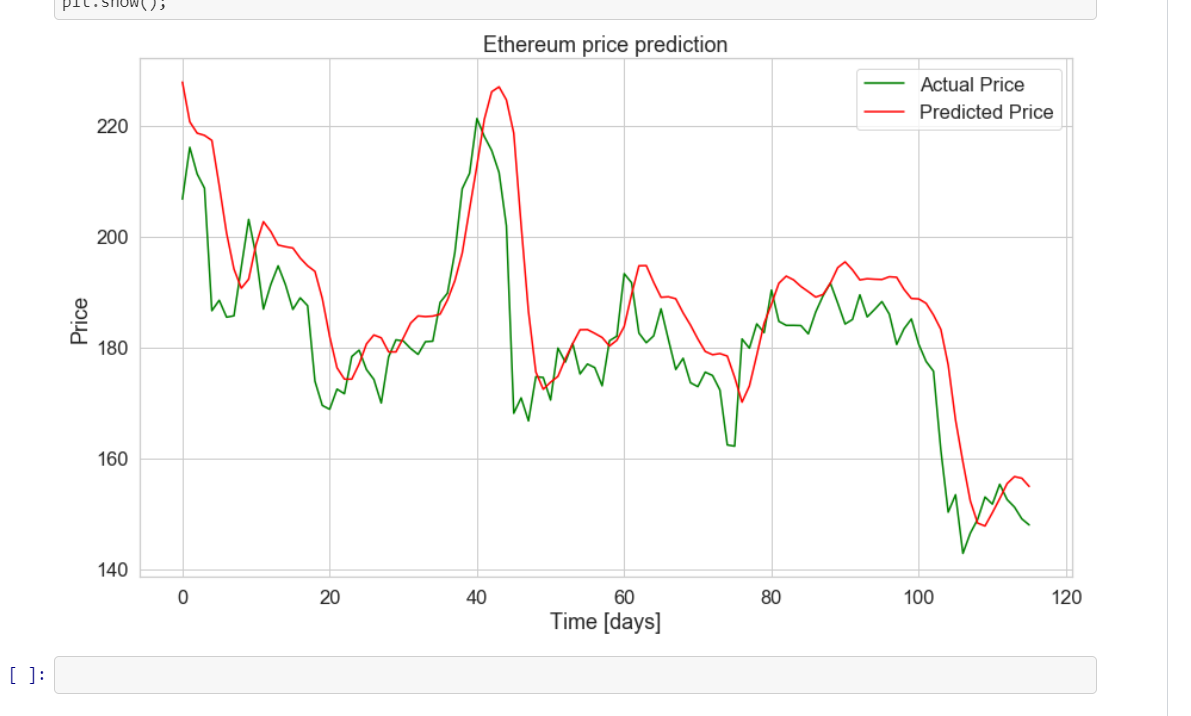 plt.show();
Ethereum price prediction
Actual Price
Predicted Price
220
200
180
160
140
Price
0 20 40 60 80 100 120
Time [days]
[ ]: